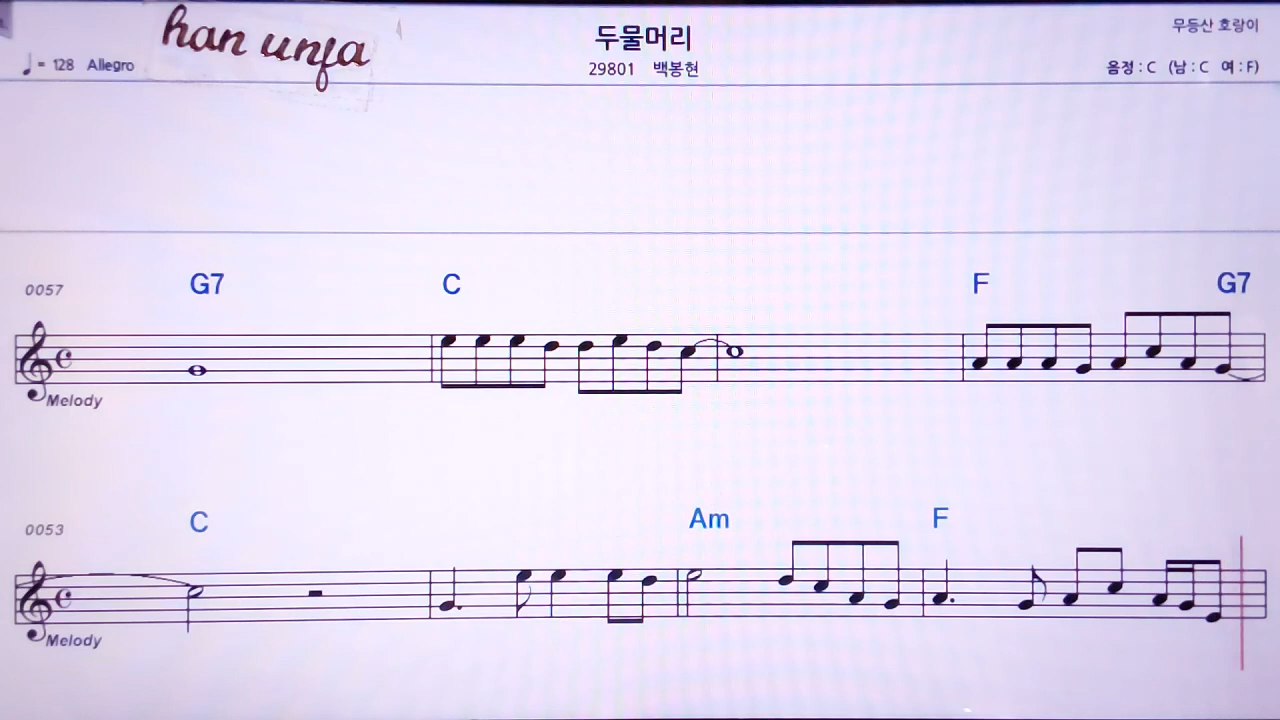 han unja
두물머리
무등산 호랑이
♩= 128 Allegro
29801 백봉현
음정 : C (남 : C 여 : F)
0057 G7 C F G7
Melody
0053 C Am F
Melody